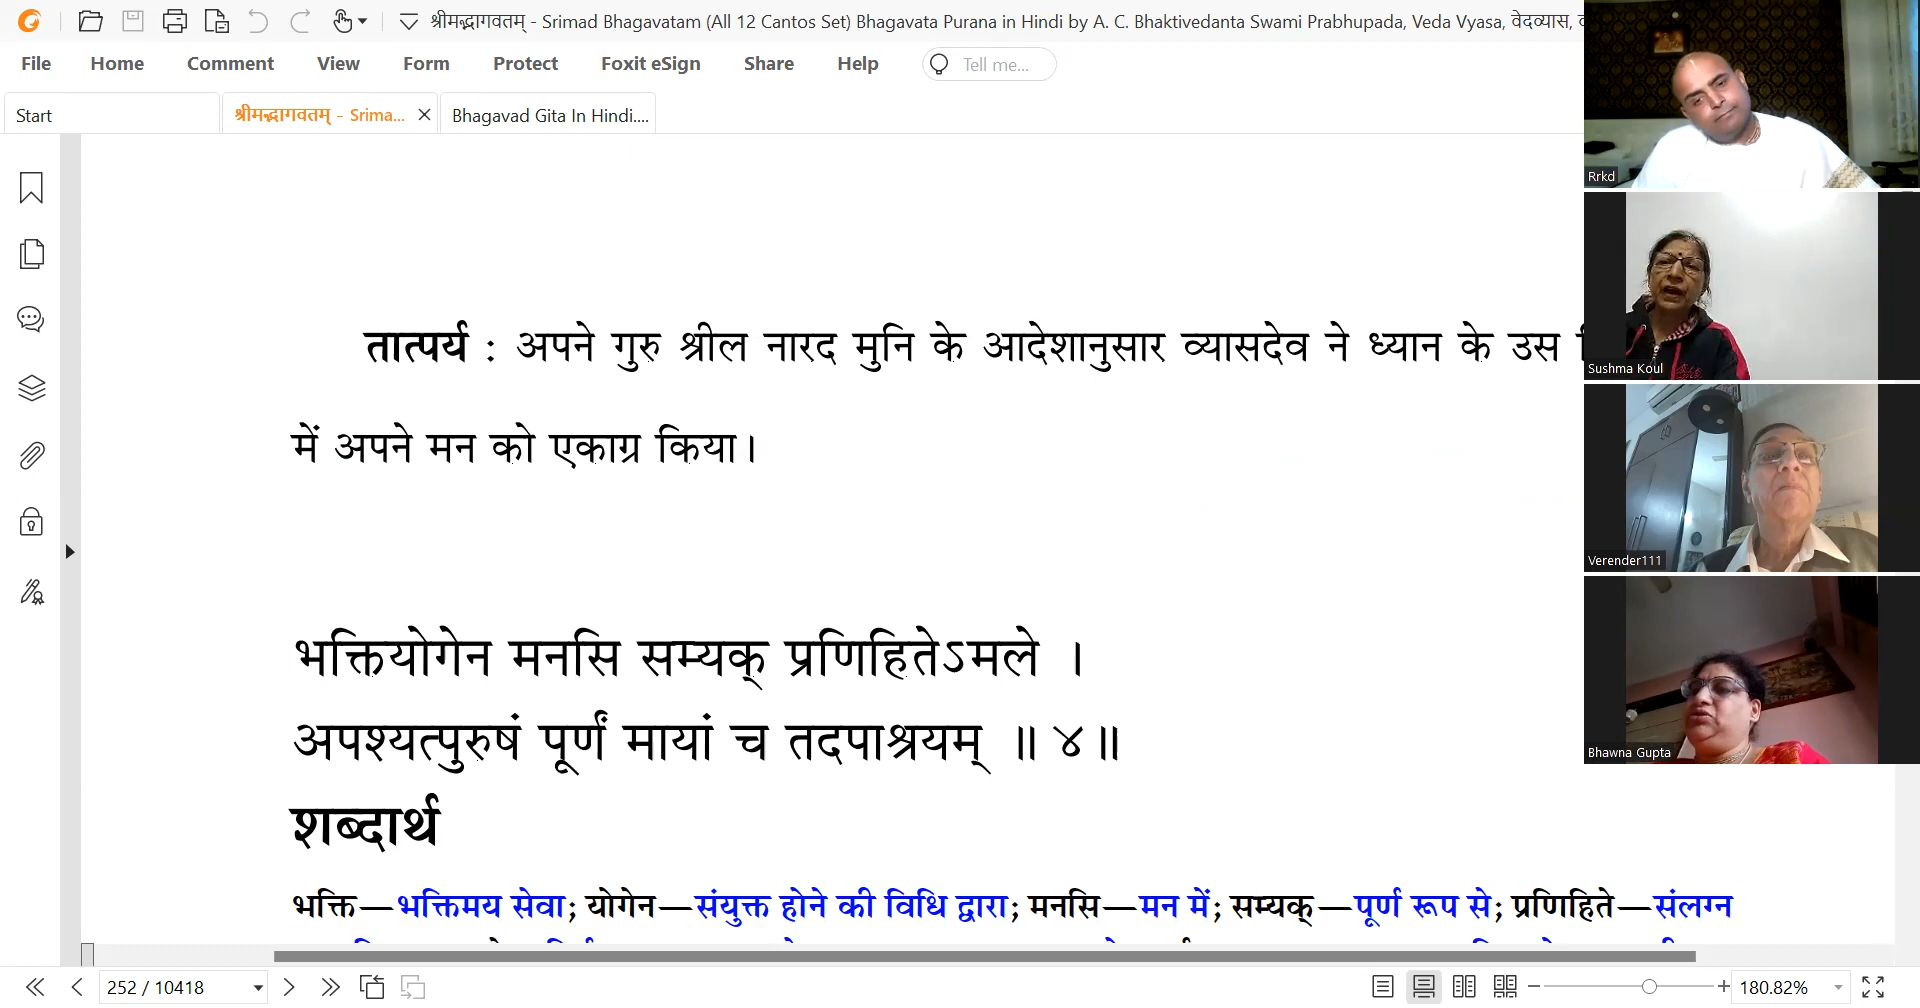 श्रीमद्भागवतम् - Srimad Bhagavatam (All 12 Cantos Set) Bhagavata Purana in Hindi by A. C. Bhaktivedanta Swami Prabhupada, Veda Vyasa, वेदव्यास,
File Home Comment View Form Protect Foxit eSign Share Help Tell me...
Start श्रीमद्भागवतम् - Srima... Bhagavad Gita In Hindi....
Rrkd
तात्पर्य : अपने गुरु श्रील नारद मुनि के आदेशानुसार व्यासदेव ने ध्यान के उस
Sushma Koul
में अपने मन को एकाग्र किया।
Verender111
भक्तियोगेन मनसि सम्यक् प्रणिहितेऽमले ।
अपश्यत्पुरुषं पूर्णं मायां च तदपाश्रयम् ॥ ४॥
Bhawna Gupta
शब्दार्थ
भक्ति—भक्तिमय सेवा; योगेन—संयुक्त होने की विधि द्वारा; मनसि—मन में; सम्यक्—पूर्ण रूप से; प्रणिहिते—संलग्न
252 / 10418 180.82%